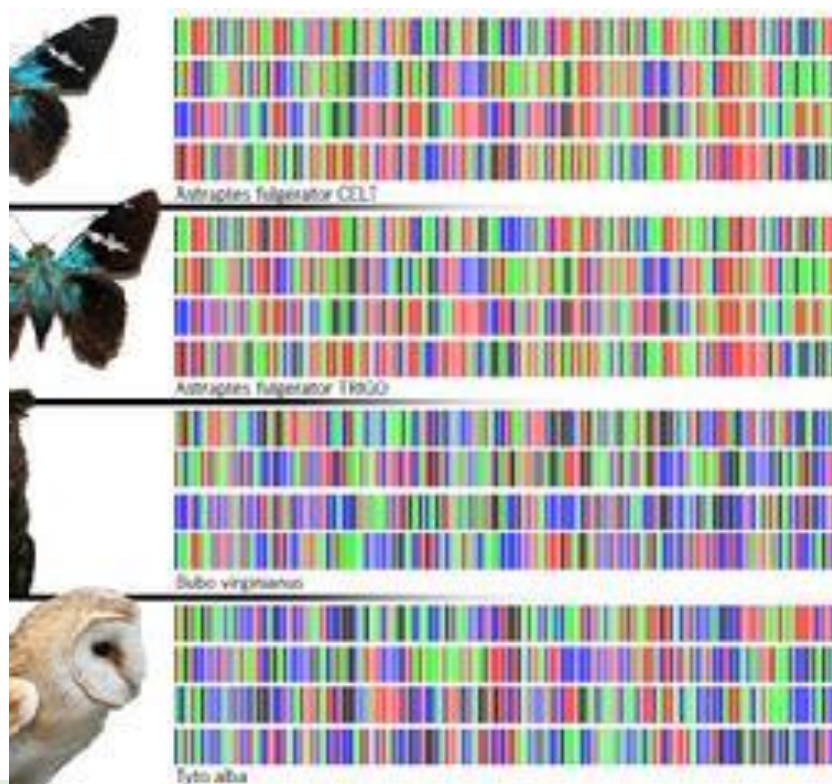 Astraptes fulgerator CELT
Astraptes fulgerator TRIGO
Bubo virginianus
Tyto alba